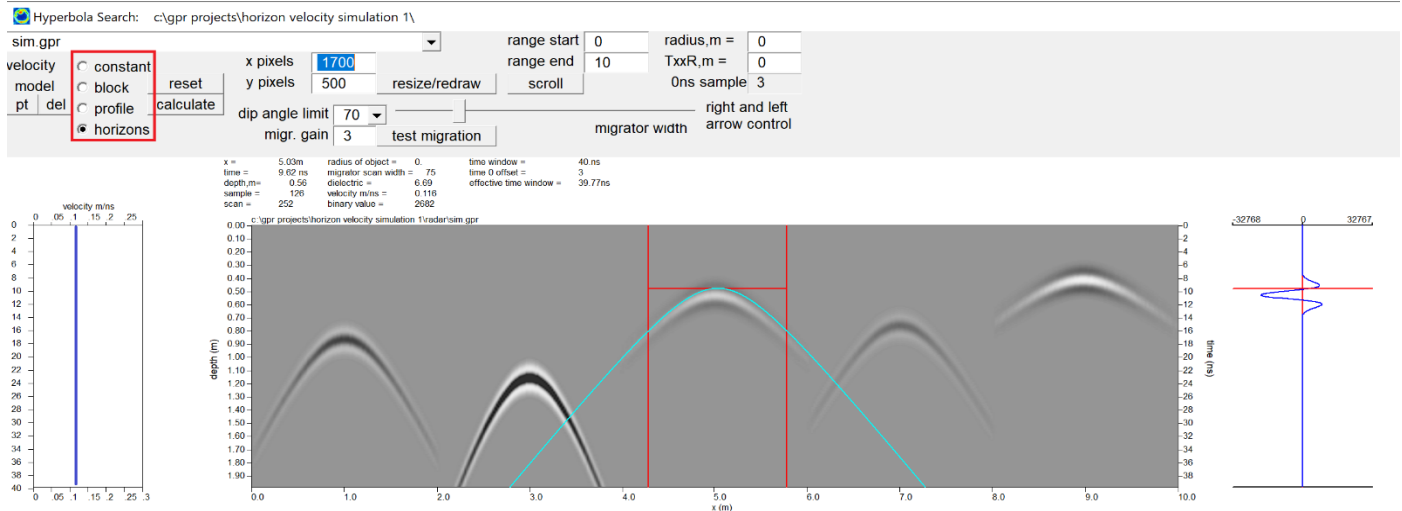 Hyperbola Search: c:\gpr projects\horizon velocity simulation 1\
sim.gpr
range start 0 radius,m = 0
velocity constant x pixels 1700 range end 10 TxxR,m = 0
model block reset y pixels 500 resize/redraw scroll 0ns sample 3
pt del profile calculate
dip angle limit 70 right and left
horizons migr. gain 3 test migration migrator width arrow control
x = 5.03m radius of object = 0. time window = 40.ns
time = 9.62 ns migrator scan width = 75 time 0 offset = 3
depth,m= 0.56 dielectric = 6.69 effective time window = 39.77ns
sample = 126 velocity m/ns = 0.116
scan = 252 binary value = 2682
velocity m/ns
0 .05 .1 .15 .2 .25
c:\gpr projects\horizon velocity simulation 1\radar\sim.gpr
-32768 0 32767
0 0.00 0
2 0.10 2
4 0.20 4
6 0.30 6
8 0.40 8
10 0.50 10
12 0.60 12
14 0.70 14
16 0.80 16
18 0.90 18
20 1.00 20
22 1.10 22
24 1.20 24
26 1.30 26
28 1.40 28
30 1.50 30
32 1.60 32
34 1.70 34
36 1.80 36
38 1.90 38
40
depth (m)
time (ns)
0 .05 .1 .15 .2 .25 .3
0.0 1.0 2.0 3.0 4.0 5.0 6.0 7.0 8.0 9.0 10.0
x (m)